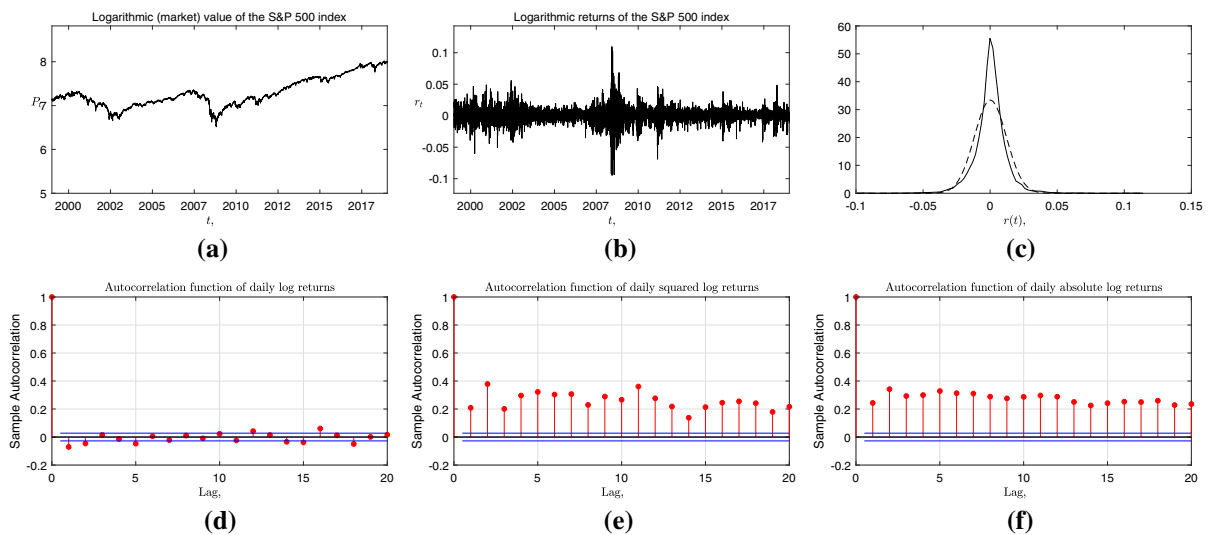 Logarithmic (market) value of the S&P 500 index
8
P7
6
5
2000 2002 2005 2007 2010 2012 2015 2017
t,
(a)
Logarithmic returns of the S&P 500 index
0.1
0.05
r_t
0
-0.05
-0.1
2000 2002 2005 2007 2010 2012 2015 2017
t,
(b)
60
50
40
30
20
10
0
-0.1 -0.05 0 0.05 0.1 0.15
r(t),
(c)
Autocorrelation function of daily log returns
1
0.8
0.6
0.4
0.2
0
-0.2
Sample Autocorrelation
0 5 10 15 20
Lag,
(d)
Autocorrelation function of daily squared log returns
1
0.8
0.6
0.4
0.2
0
-0.2
Sample Autocorrelation
0 5 10 15 20
Lag,
(e)
Autocorrelation function of daily absolute log returns
1
0.8
0.6
0.4
0.2
0
-0.2
Sample Autocorrelation
0 5 10 15 20
Lag,
(f)